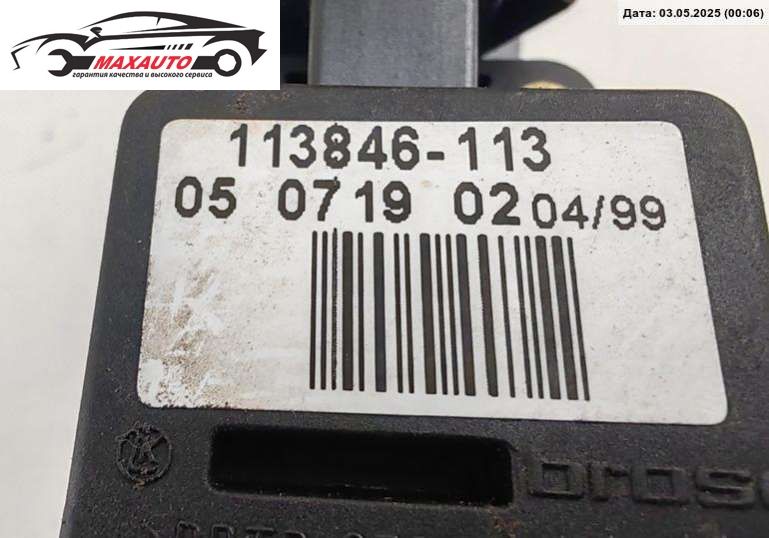 MAXAUTO
гарантия качества и высокого сервиса
Дата: 03.05.2025 (00:06)
113846-113
05 0719 02 04/99